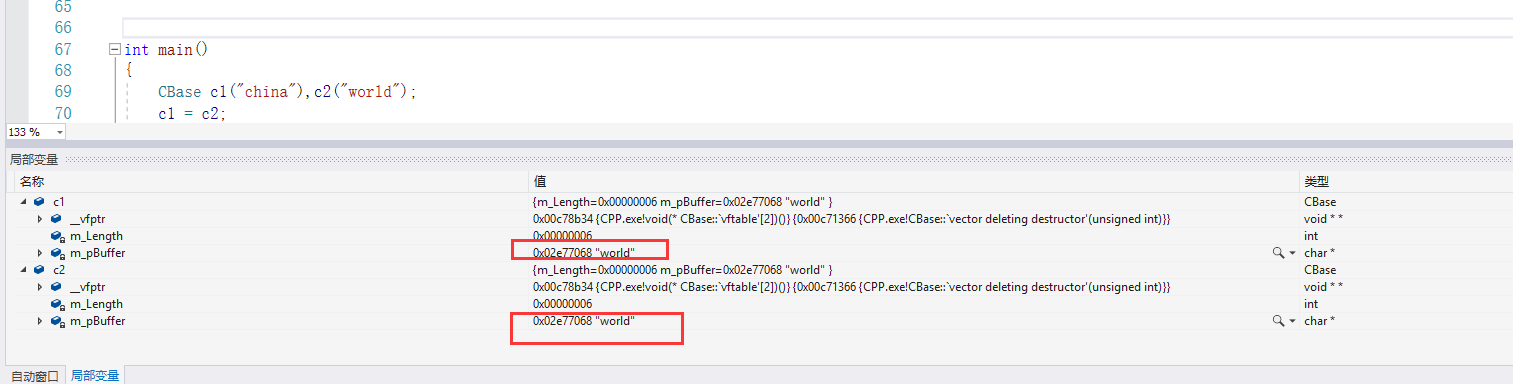 65
66
67 int main()
68 {
69 CBase c1("china"),c2("world");
70 c1 = c2;
133 %
局部变量
名称 值 类型
c1 {m_Length=0x00000006 m_pBuffer=0x02e77068 "world" } CBase
__vfptr 0x00c78b34 {CPP.exe!void(* CBase::`vftable'[2])()} {0x00c71366 {CPP.exe!CBase::`vector deleting destructor'(unsigned int)}} void * *
m_Length 0x00000006 int
m_pBuffer 0x02e77068 "world" char *
c2 {m_Length=0x00000006 m_pBuffer=0x02e77068 "world" } CBase
__vfptr 0x00c78b34 {CPP.exe!void(* CBase::`vftable'[2])()} {0x00c71366 {CPP.exe!CBase::`vector deleting destructor'(unsigned int)}} void * *
m_Length 0x00000006 int
m_pBuffer 0x02e77068 "world" char *
自动窗口 局部变量